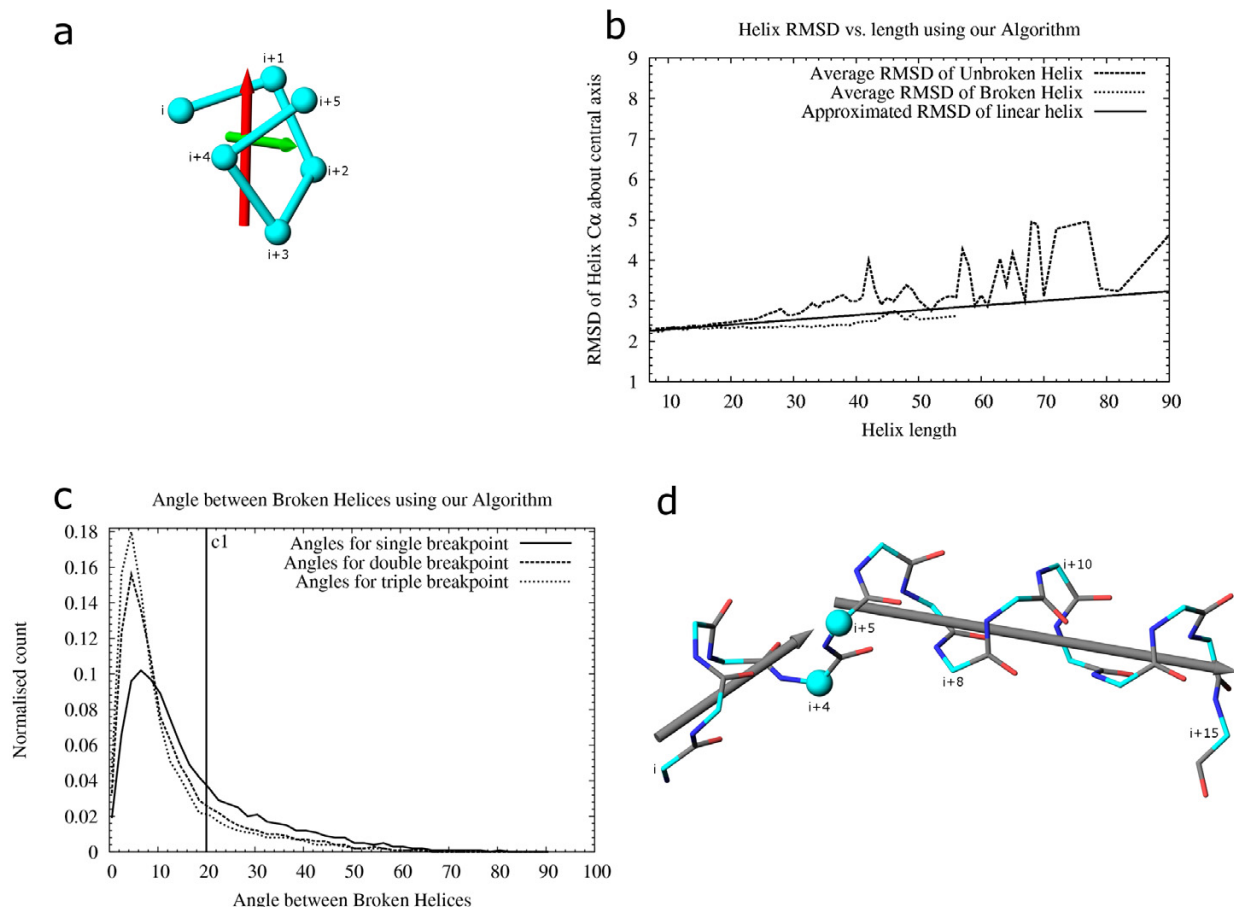 a
i+1
i
i+5
i+4
i+2
i+3
b
Helix RMSD vs. length using our Algorithm
9
8
7
6
5
4
3
2
1
RMSD of Helix Cα about central axis
Average RMSD of Unbroken Helix
Average RMSD of Broken Helix
Approximated RMSD of linear helix
10 20 30 40 50 60 70 80 90
Helix length
c
Angle between Broken Helices using our Algorithm
0.18
0.16
0.14
0.12
0.1
0.08
0.06
0.04
0.02
0
Normalised count
c1
Angles for single breakpoint
Angles for double breakpoint
Angles for triple breakpoint
0 10 20 30 40 50 60 70 80 90 100
Angle between Broken Helices
d
i+10
i+5
i+8
i+4
i+15
i